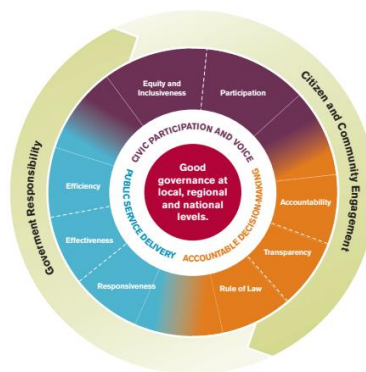 Equity and
Inclusiveness
Participation
Citizen and Community Engagement
Goverment Responsibility
CIVIC PARTICIPATION AND VOICE
Good
governance at
local, regional
and national
levels.
Efficiency
Accountability
PUBLIC SERVICE DELIVERY
ACCOUNTABLE DECISION-MAKING
Effectiveness
Transparency
Responsiveness
Rule of Law